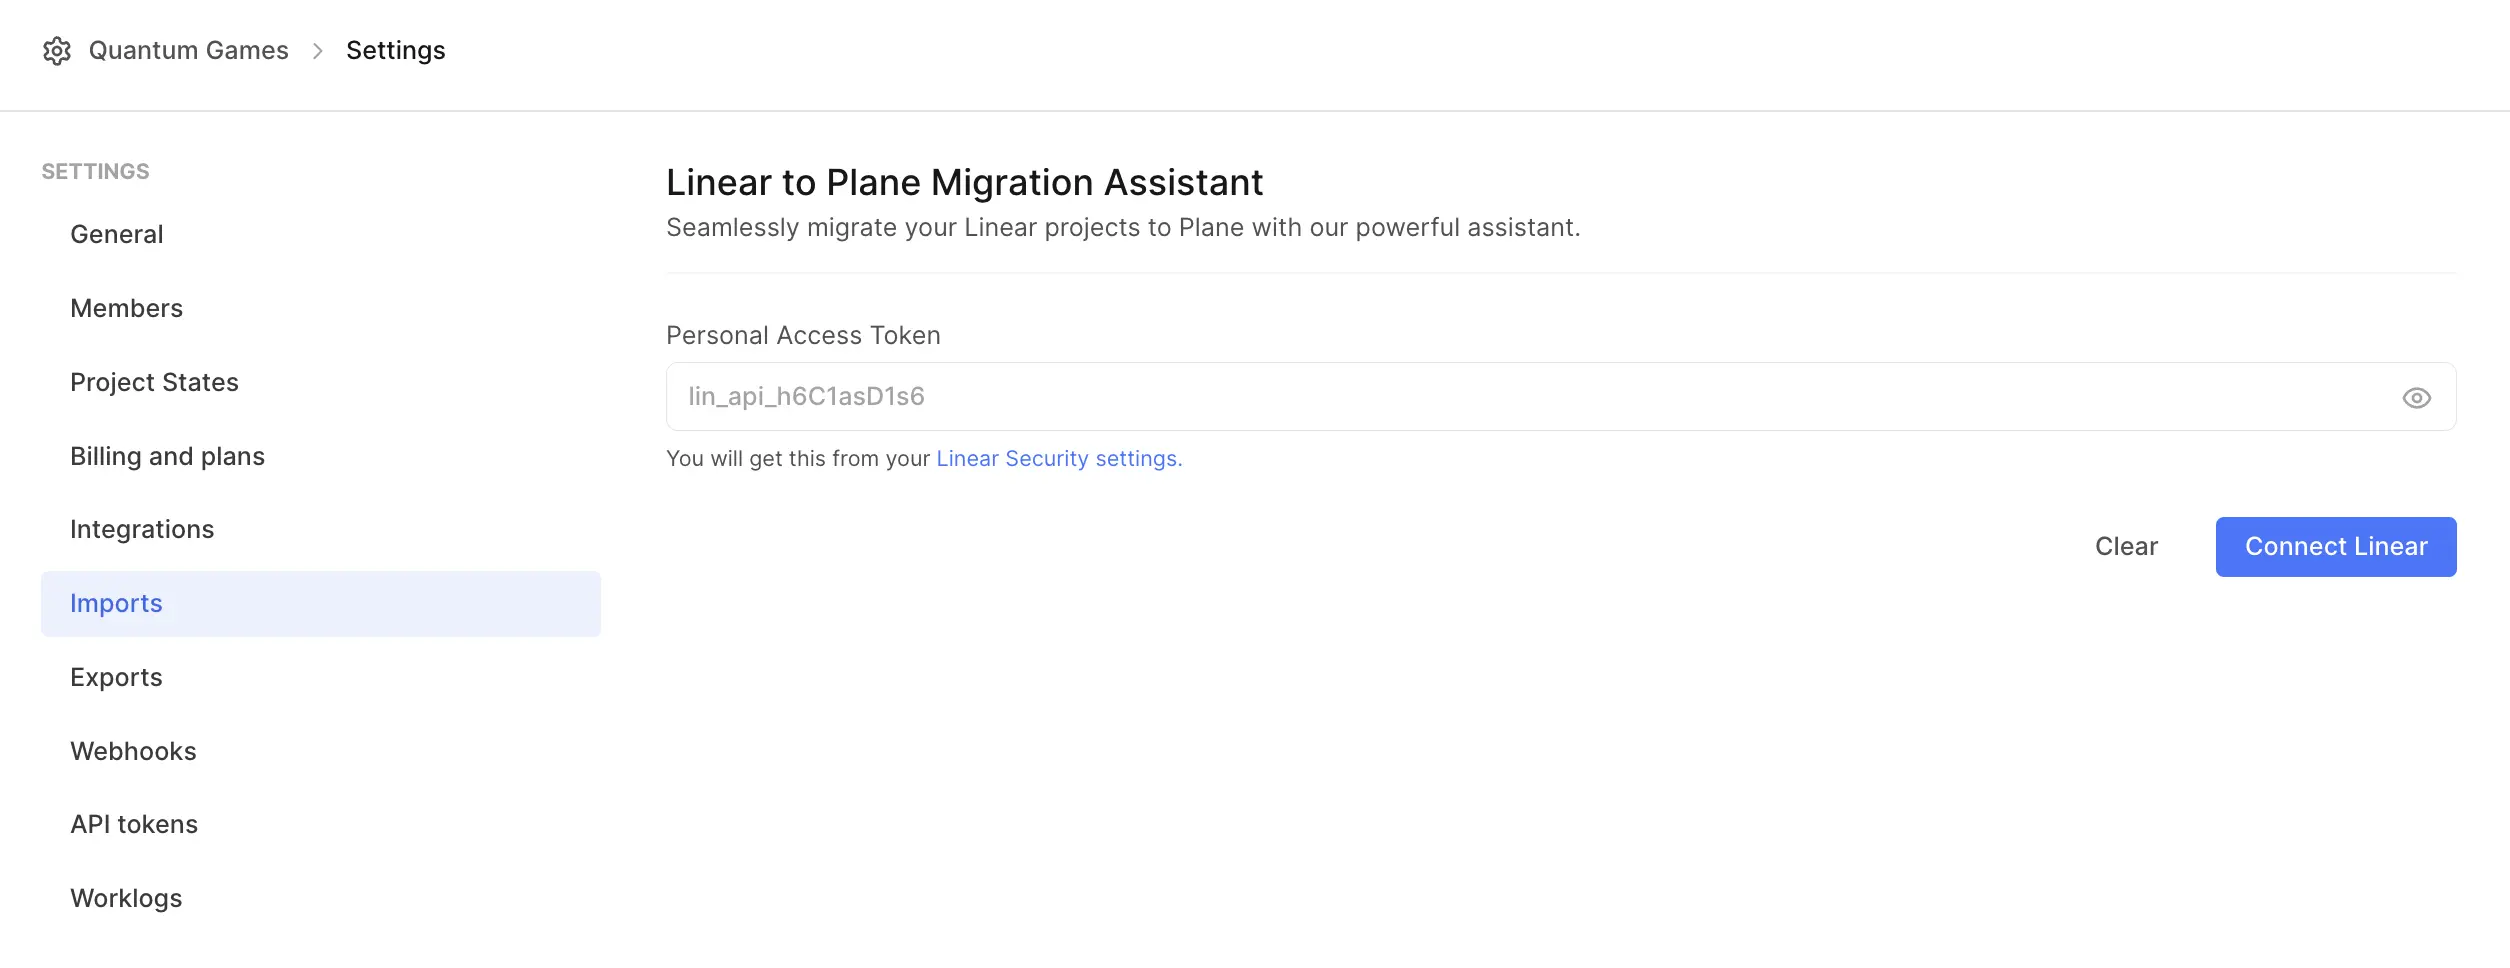 Quantum Games > Settings
SETTINGS
General
Members
Project States
Billing and plans
Integrations
Imports
Exports
Webhooks
API tokens
Worklogs
Linear to Plane Migration Assistant
Seamlessly migrate your Linear projects to Plane with our powerful assistant.
Personal Access Token
lin_api_h6C1asD1s6
You will get this from your Linear Security settings.
Clear
Connect Linear